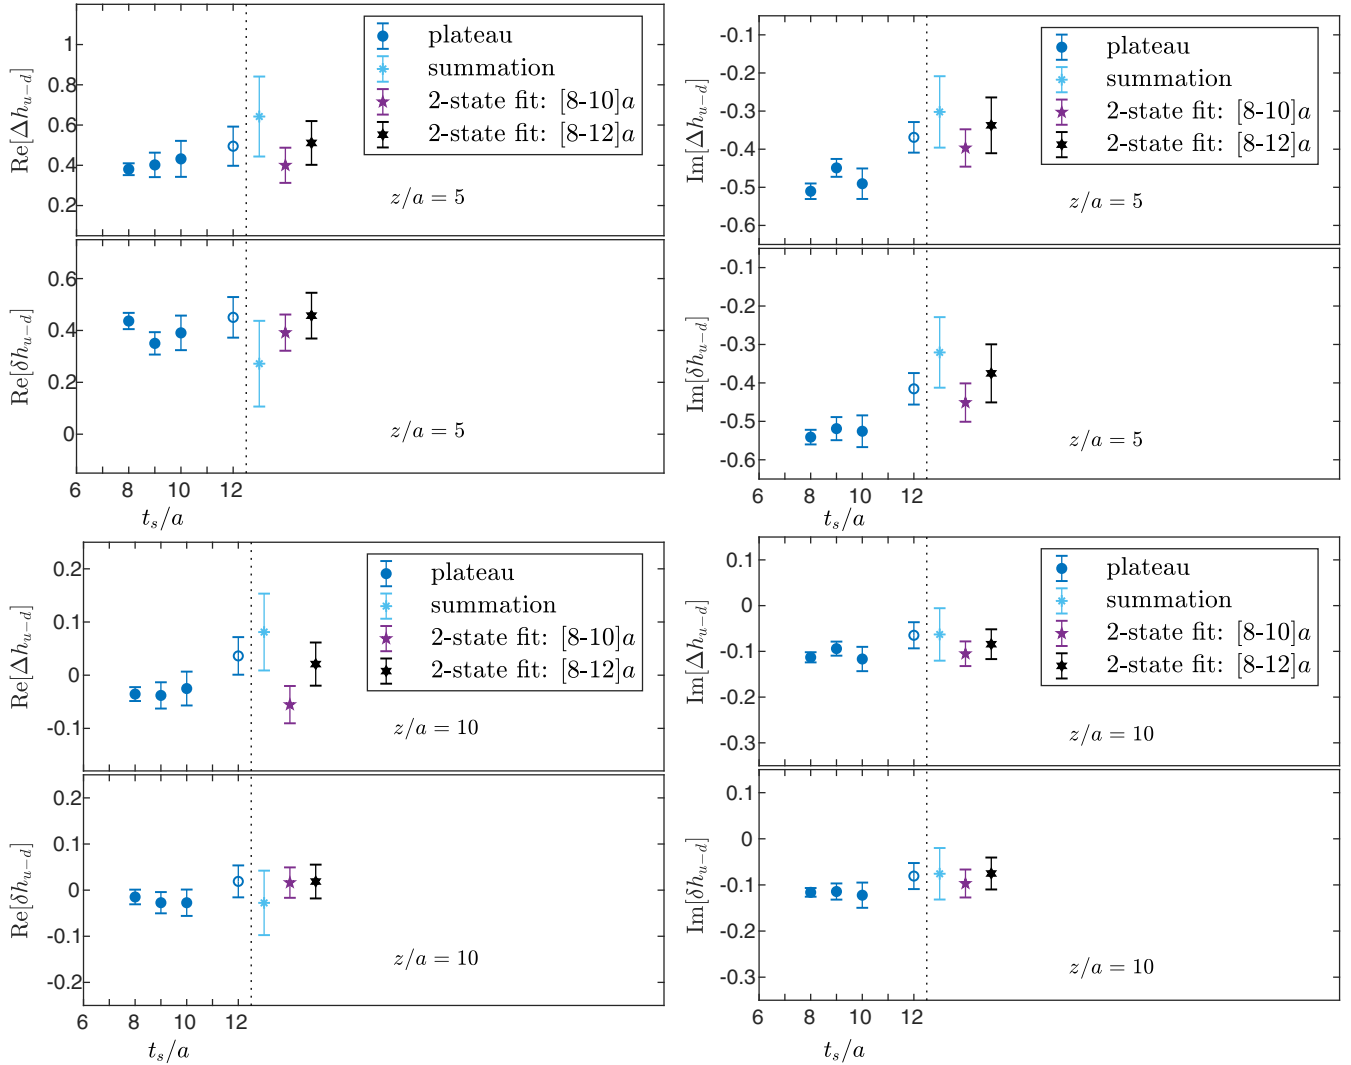 Re[Δh_{u−d}]
1
0.8
0.6
0.4
0.2
plateau
summation
2-state fit: [8-10]a
2-state fit: [8-12]a
z/a = 5
Re[δh_{u−d}]
0.6
0.4
0.2
0
z/a = 5
6 8 10 12
t_s/a
Im[Δh_{u−d}]
-0.1
-0.2
-0.3
-0.4
-0.5
-0.6
plateau
summation
2-state fit: [8-10]a
2-state fit: [8-12]a
z/a = 5
Im[δh_{u−d}]
-0.1
-0.2
-0.3
-0.4
-0.5
-0.6
z/a = 5
6 8 10 12
t_s/a
Re[Δh_{u−d}]
0.2
0.1
0
-0.1
plateau
summation
2-state fit: [8-10]a
2-state fit: [8-12]a
z/a = 10
Re[δh_{u−d}]
0.2
0.1
0
-0.1
-0.2
z/a = 10
6 8 10 12
t_s/a
Im[Δh_{u−d}]
0.1
0
-0.1
-0.2
-0.3
plateau
summation
2-state fit: [8-10]a
2-state fit: [8-12]a
z/a = 10
Im[δh_{u−d}]
0.1
0
-0.1
-0.2
-0.3
z/a = 10
6 8 10 12
t_s/a